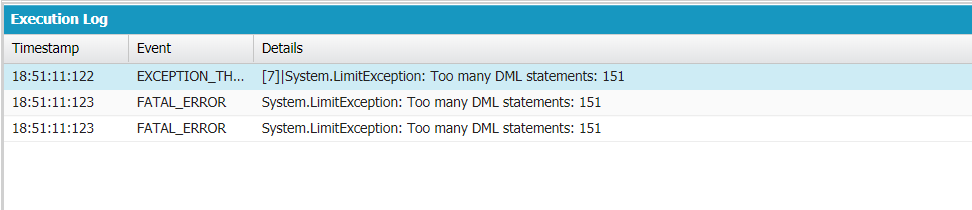 Execution Log
Timestamp Event Details
18:51:11:122 EXCEPTION_TH... [7]|System.LimitException: Too many DML statements: 151
18:51:11:123 FATAL_ERROR System.LimitException: Too many DML statements: 151
18:51:11:123 FATAL_ERROR System.LimitException: Too many DML statements: 151